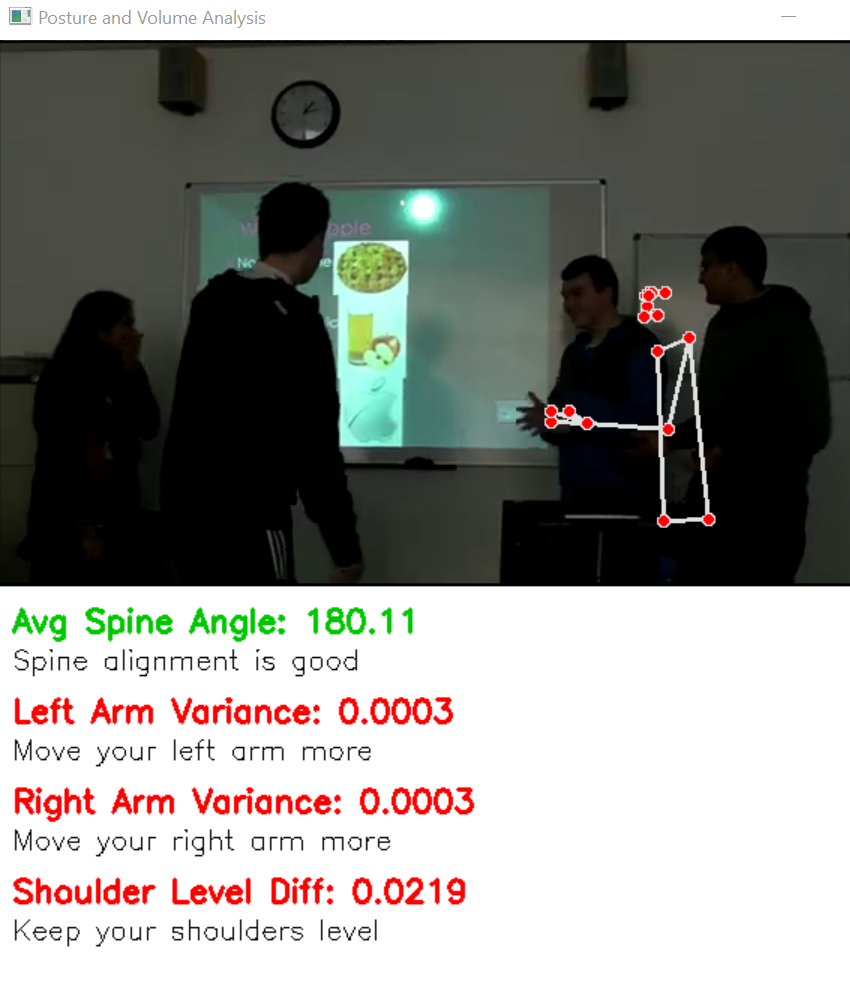 Posture and Volume Analysis
Avg Spine Angle: 180.11
Spine alignment is good
Left Arm Variance: 0.0003
Move your left arm more
Right Arm Variance: 0.0003
Move your right arm more
Shoulder Level Diff: 0.0219
Keep your shoulders level